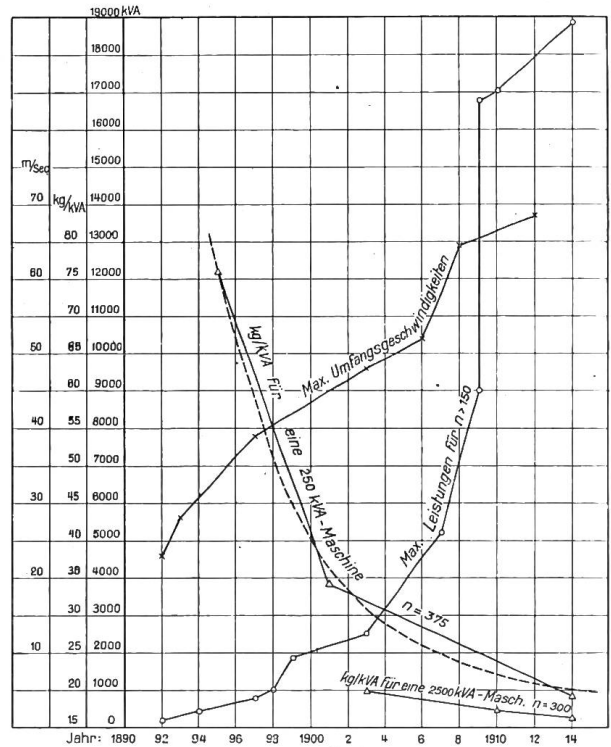 19000 kVA
18000
17000
16000
15000
m/Sec
70 kg/kVA 14000
80 13000
60 75 12000
70 11000
50 65 10000
60 9000
40 55 8000
50 7000
30 45 6000
40 5000
20 35 4000
30 3000
10 25 2000
20 1000
15 0
Max. Umfangsgeschwindigkeiten
kg/kVA für eine 250 kVA-Maschine
Max. Leistungen für n > 150
n = 375
kg/kVA für eine 2500 kVA-Masch. n = 300
Jahr: 1890 92 94 96 98 1900 2 4 6 8 1910 12 14